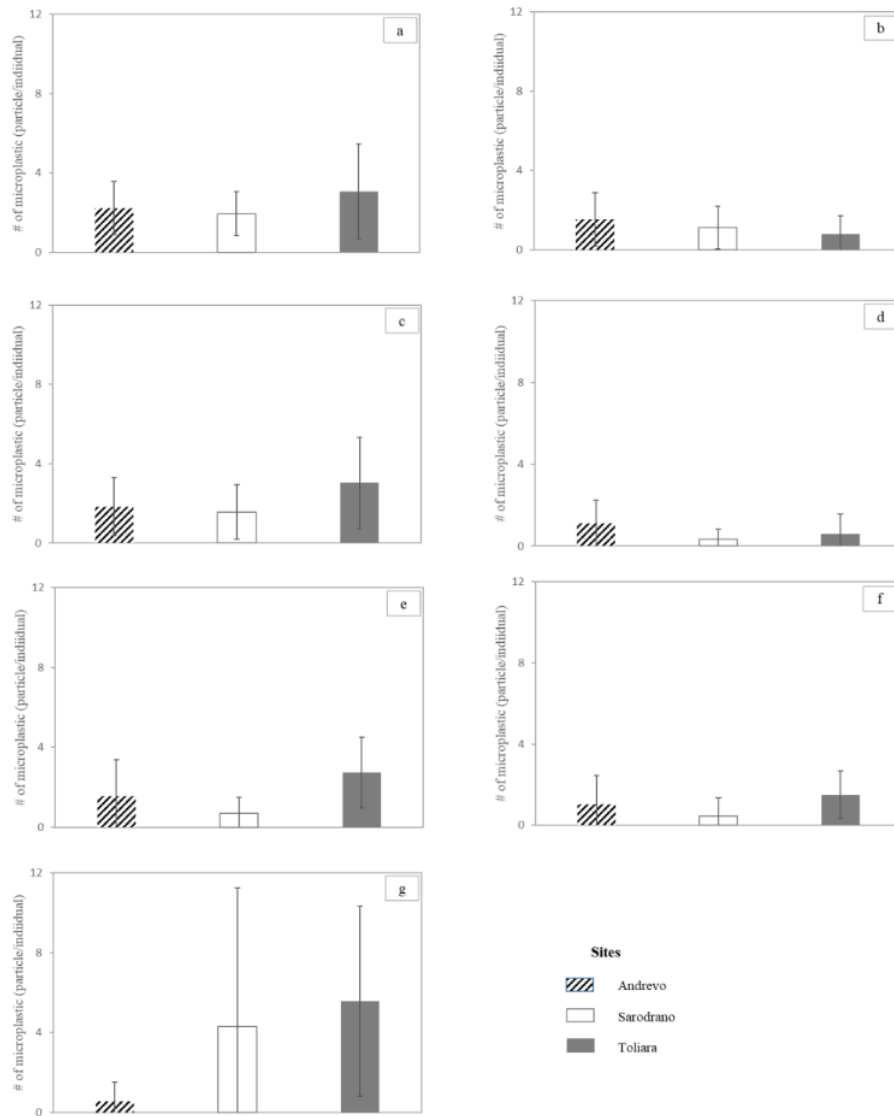 # of microplastic (particle/indiidual)
12
8
4
0
a
# of microplastic (particle/indiidual)
12
8
4
0
b
# of microplastic (particle/indiidual)
12
8
4
0
c
# of microplastic (particle/indiidual)
12
8
4
0
d
# of microplastic (particle/indiidual)
12
8
4
0
e
# of microplastic (particle/indiidual)
12
8
4
0
f
# of microplastic (particle/indiidual)
12
8
4
0
g
Sites
Andrevo
Sarodrano
Toliara